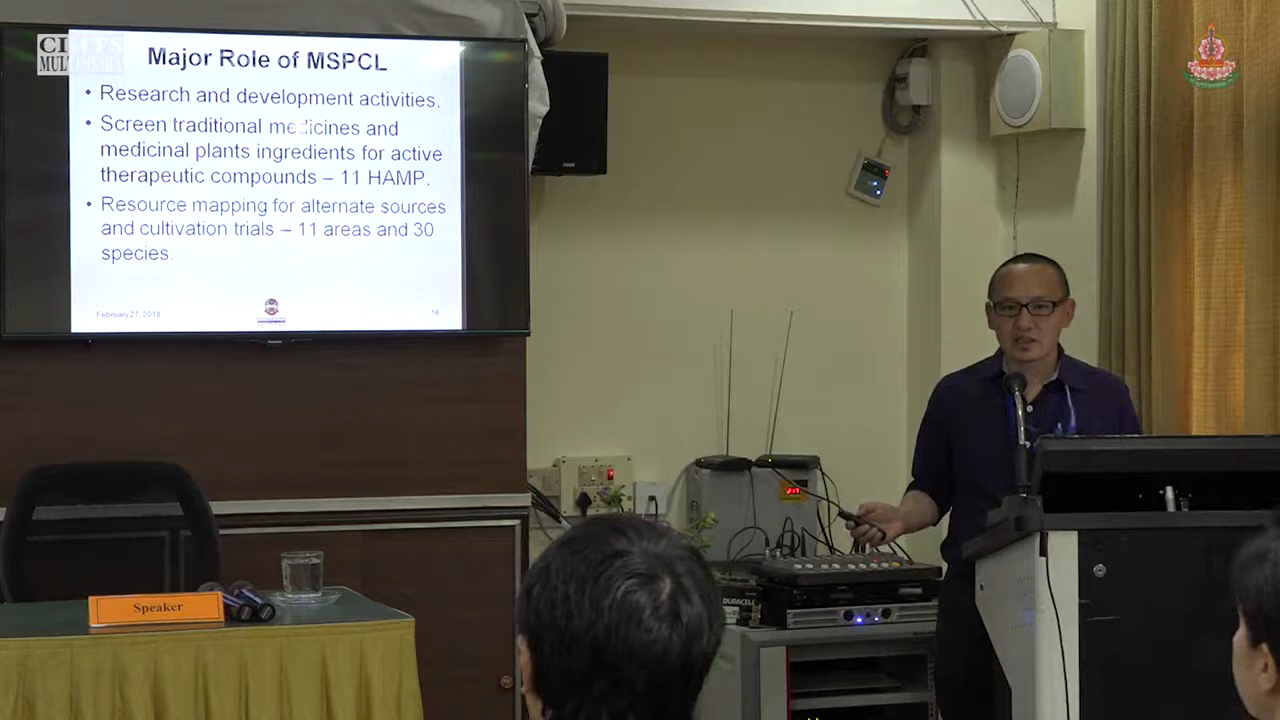 CIHTS
MULTIMEDIA
Major Role of MSPCL
• Research and development activities.
• Screen traditional medicines and
medicinal plants ingredients for active
therapeutic compounds – 11 HAMP.
• Resource mapping for alternate sources
and cultivation trials – 11 areas and 30
species.
February 27, 2018
16
Speaker
DURACELL